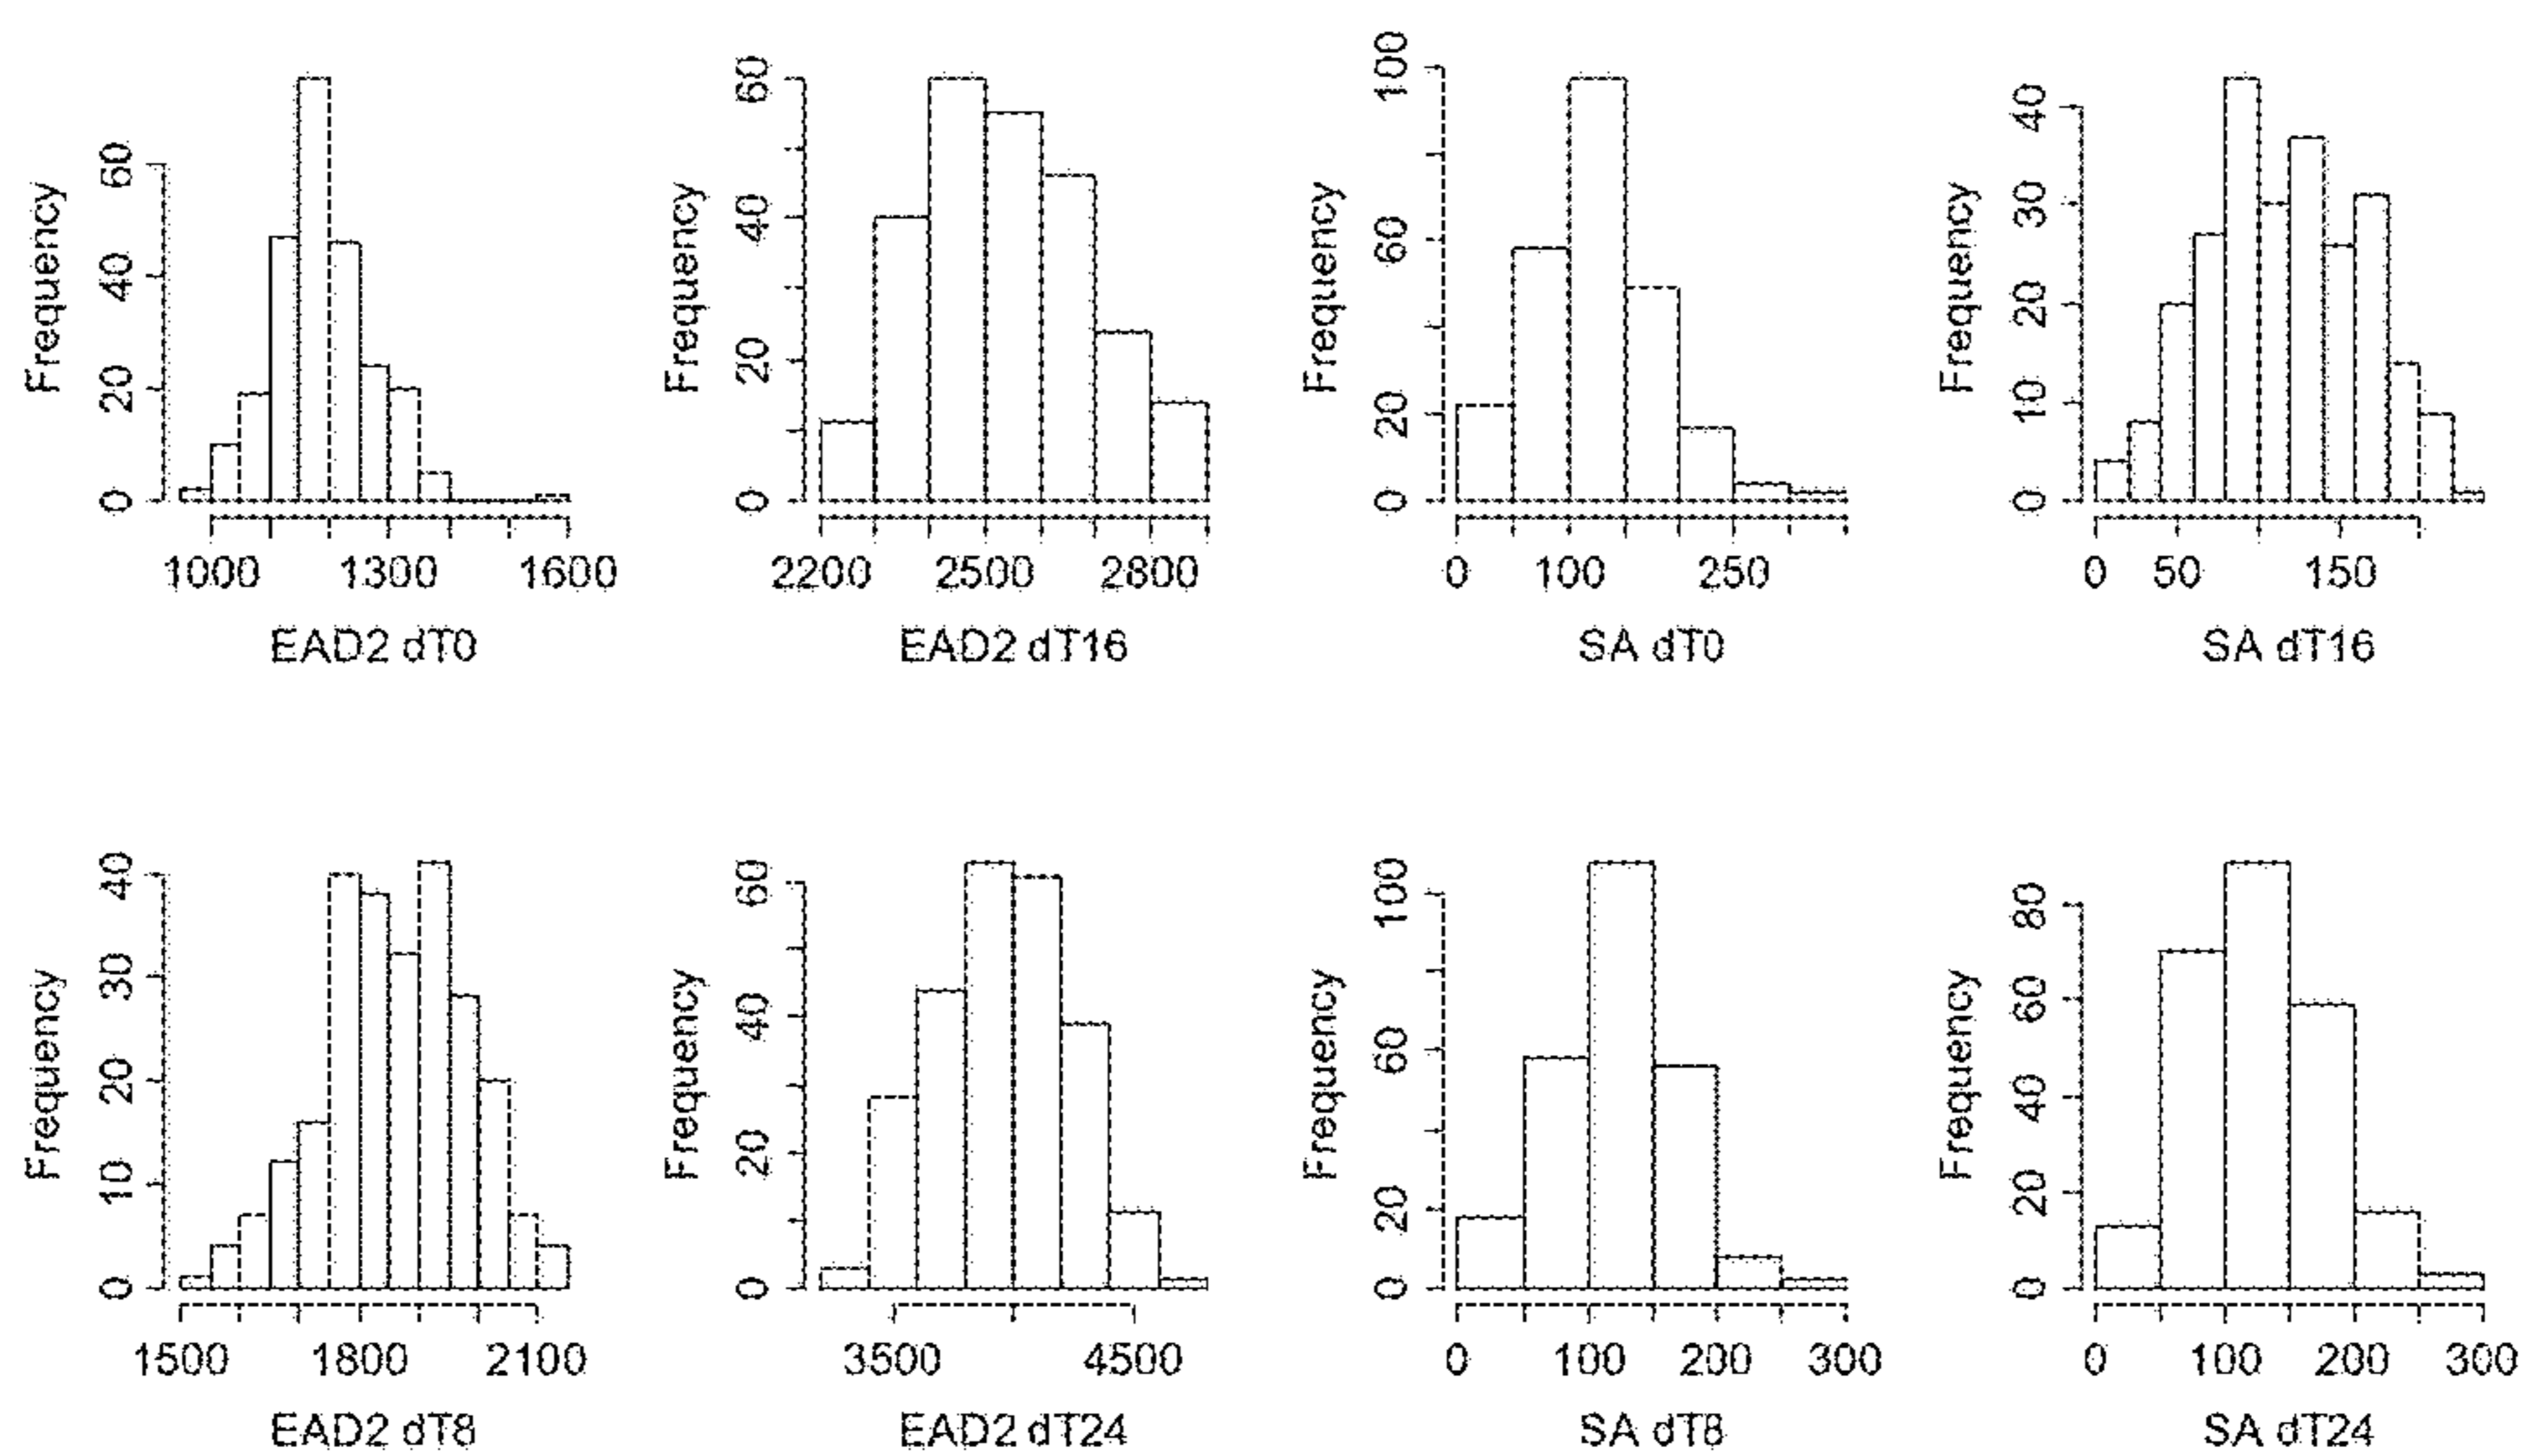 Frequency
0 20 40 60
1000 1300 1600
EAD2 dT0
Frequency
0 20 40 60
2200 2500 2800
EAD2 dT16
Frequency
0 20 60 100
0 100 250
SA dT0
Frequency
0 10 20 30 40
0 50 150
SA dT16
Frequency
0 10 20 30 40
1500 1800 2100
EAD2 dT8
Frequency
0 20 40 60
3500 4500
EAD2 dT24
Frequency
0 20 60 100
0 100 200 300
SA dT8
Frequency
0 20 40 60 80
0 100 200 300
SA dT24